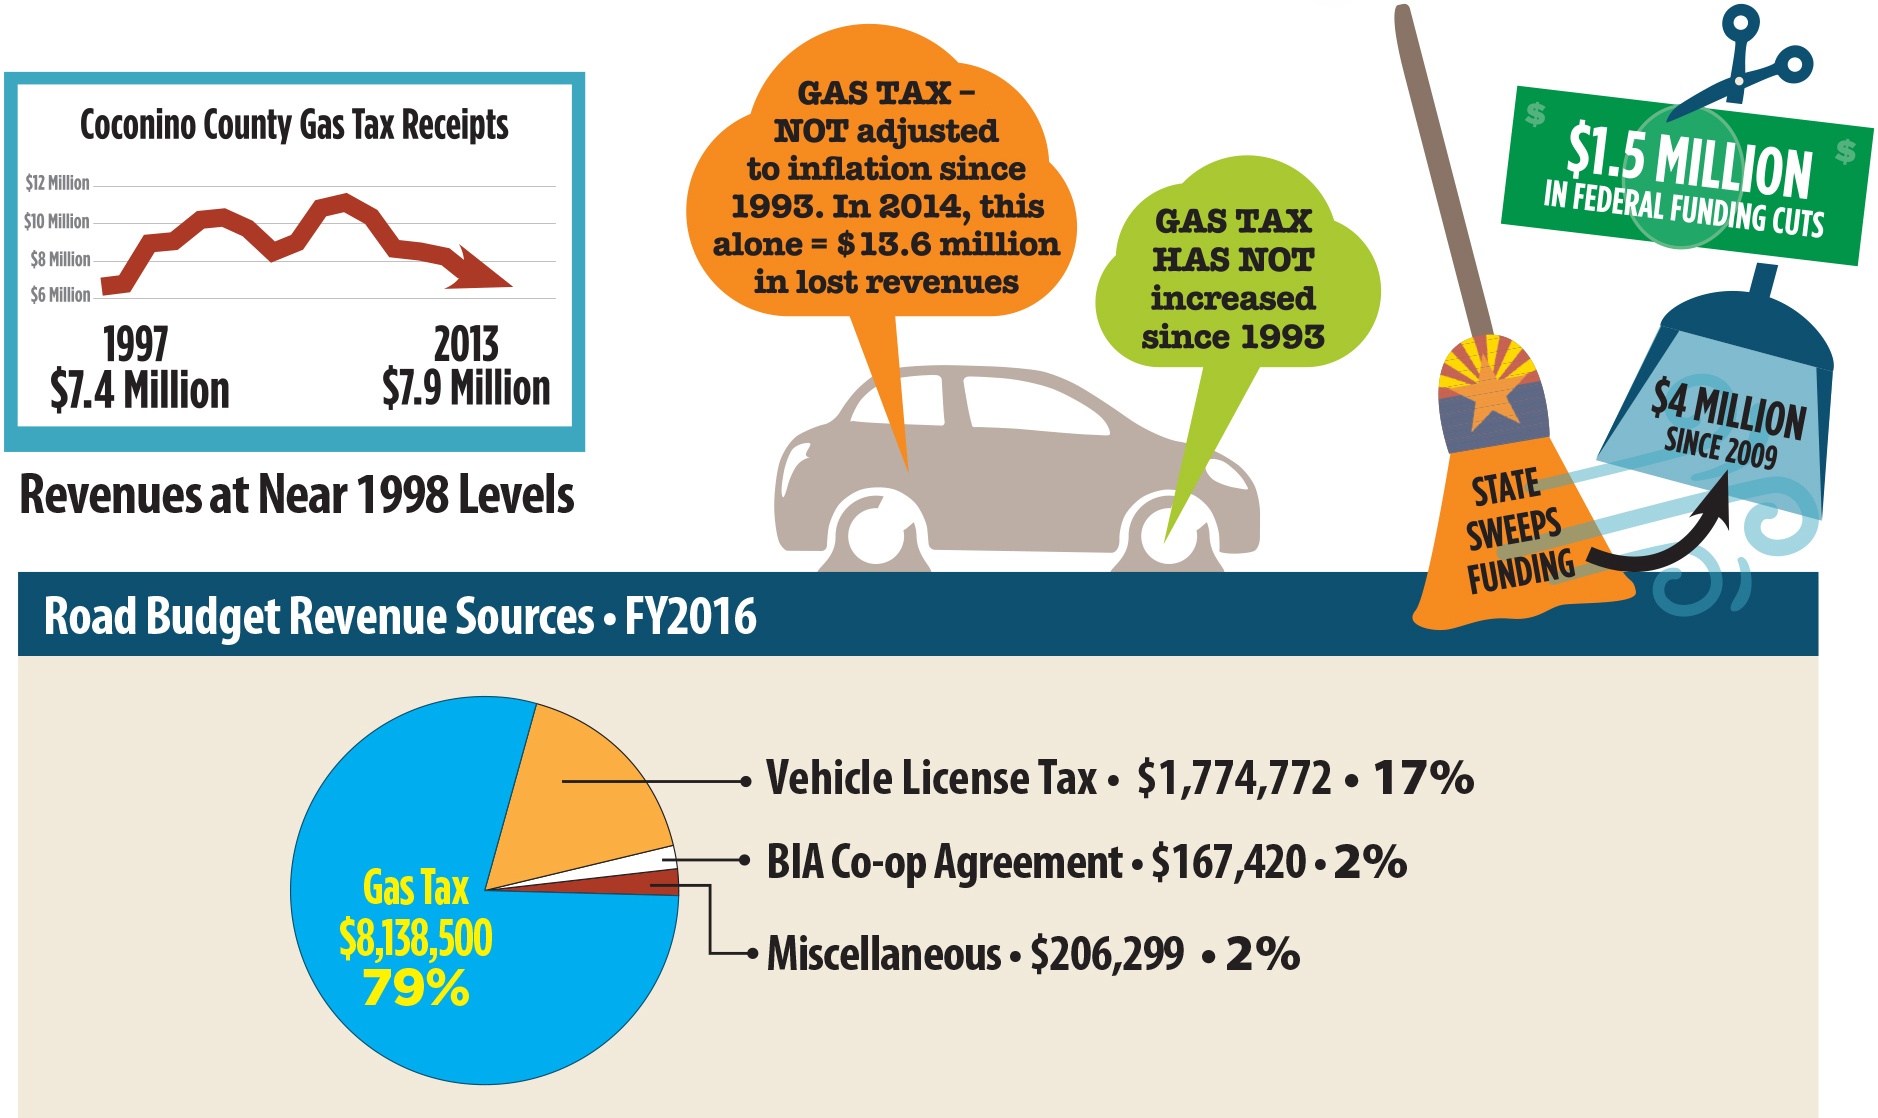 Coconino County Gas Tax Receipts
$12 Million
$10 Million
$8 Million
$6 Million
1997
$7.4 Million
2013
$7.9 Million
Revenues at Near 1998 Levels
GAS TAX –
NOT adjusted
to inflation since
1993. In 2014, this
alone = $13.6 million
in lost revenues
GAS TAX
HAS NOT
increased
since 1993
$ $
$1.5 MILLION
IN FEDERAL FUNDING CUTS
$4 MILLION
SINCE 2009
STATE
SWEEPS
FUNDING
Road Budget Revenue Sources • FY2016
Gas Tax
$8,138,500
79%
Vehicle License Tax • $1,774,772 • 17%
BIA Co-op Agreement • $167,420 • 2%
Miscellaneous • $206,299 • 2%